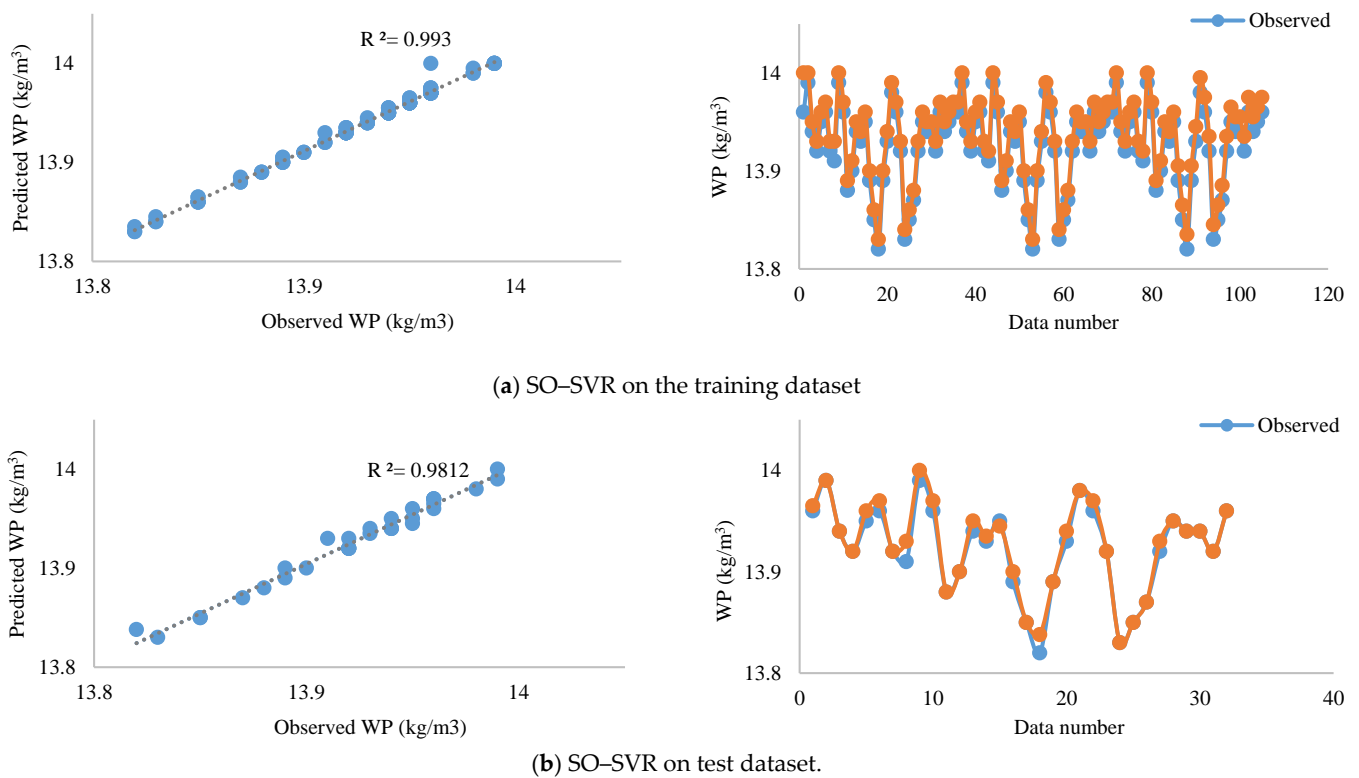 R ²= 0.993
Predicted WP (kg/m³)
14
13.9
13.8
13.8
13.9
14
Observed WP (kg/m3)
Observed
WP (kg/m³)
14
13.9
13.8
0
20
40
60
80
100
120
Data number
(a) SO–SVR on the training dataset
R ²= 0.9812
Predicted WP (kg/m³)
14
13.9
13.8
13.8
13.9
14
Observed WP (kg/m3)
Observed
WP (kg/m³)
14
13.9
13.8
0
10
20
30
40
Data number
(b) SO–SVR on test dataset.